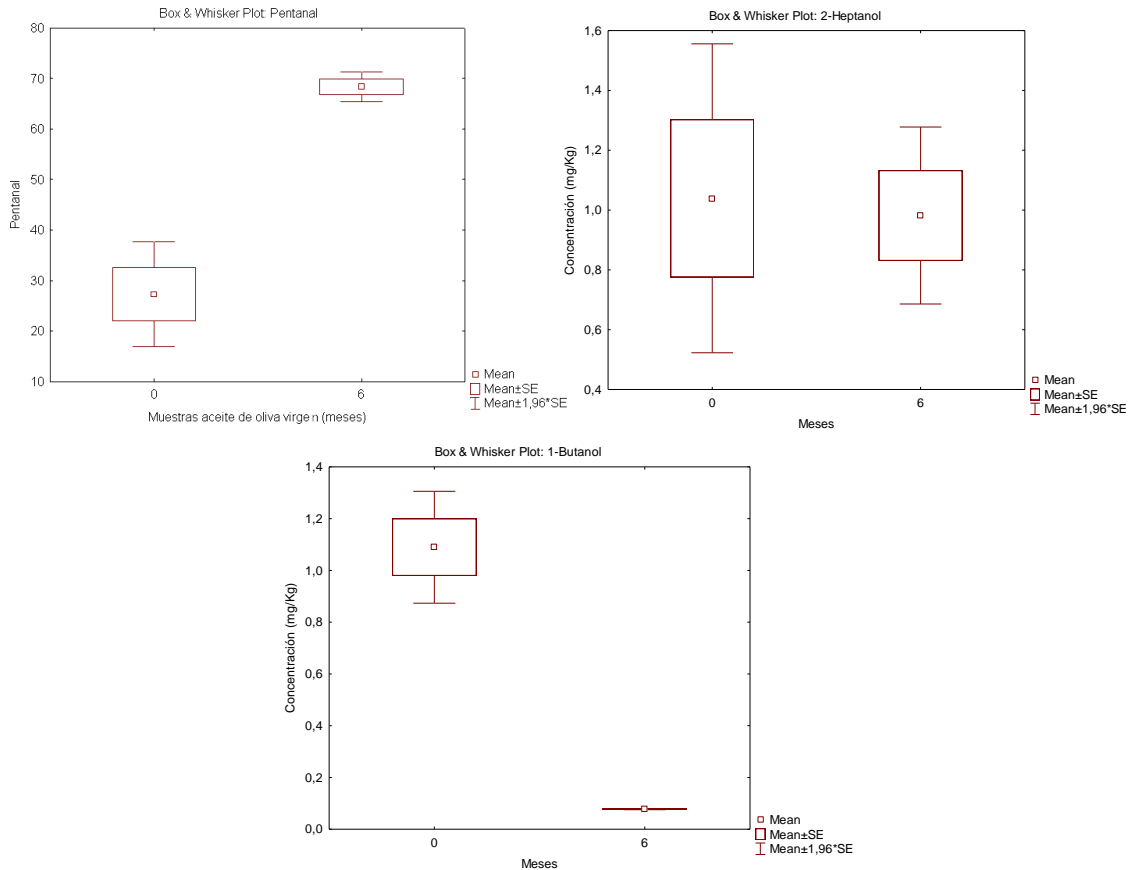 Box & Whisker Plot: Pentanal
80
70
60
50
40
30
20
10
Pentanal
0
6
Muestras aceite de oliva virgen (meses)
Mean
Mean±SE
Mean±1,96*SE
Box & Whisker Plot: 2-Heptanol
1,6
1,4
1,2
1,0
0,8
0,6
0,4
Concentración (mg/Kg)
0
6
Meses
Mean
Mean±SE
Mean±1,96*SE
Box & Whisker Plot: 1-Butanol
1,4
1,2
1,0
0,8
0,6
0,4
0,2
0,0
Concentración (mg/Kg)
0
6
Meses
Mean
Mean±SE
Mean±1,96*SE